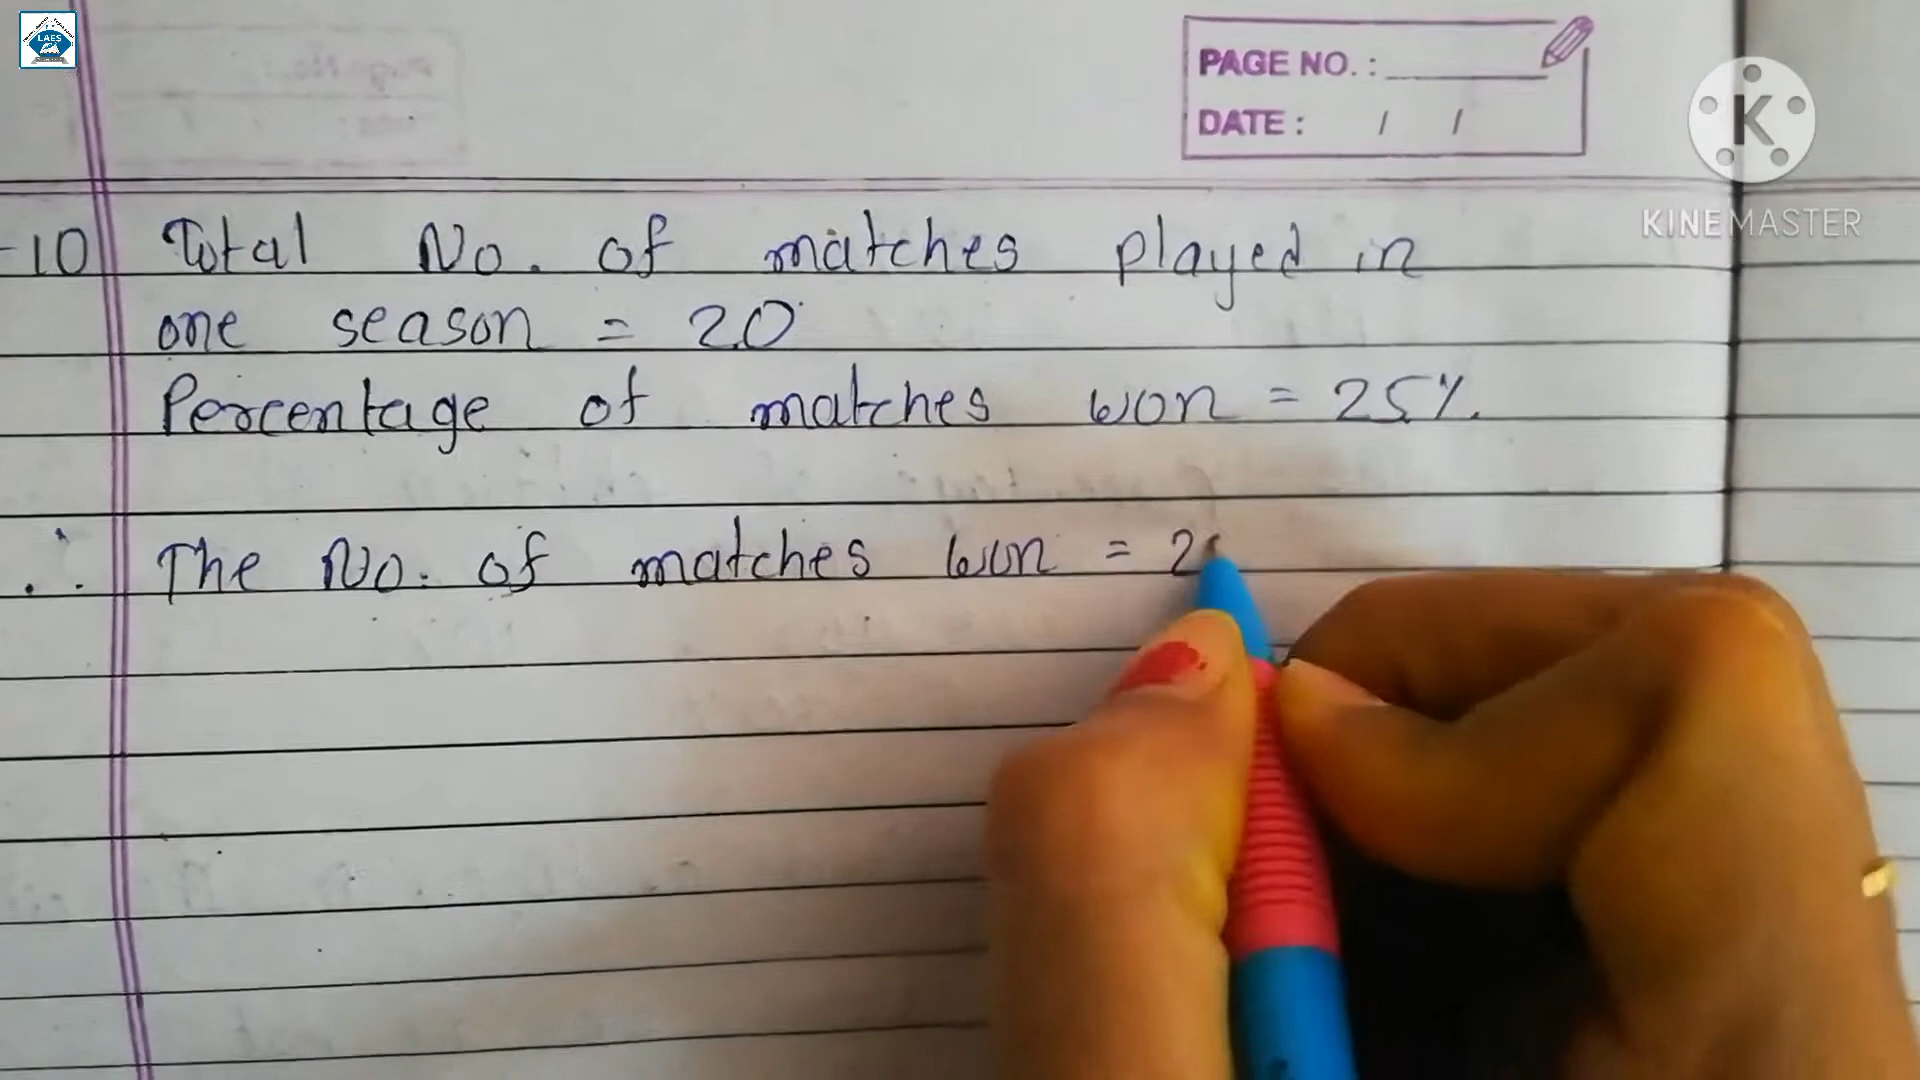 LAES
PAGE NO. :
DATE : / /
K
KINEMASTER
-10 Total No. of matches played in
one season = 20
Percentage of matches won = 25%.
∴ The No. of matches won = 2